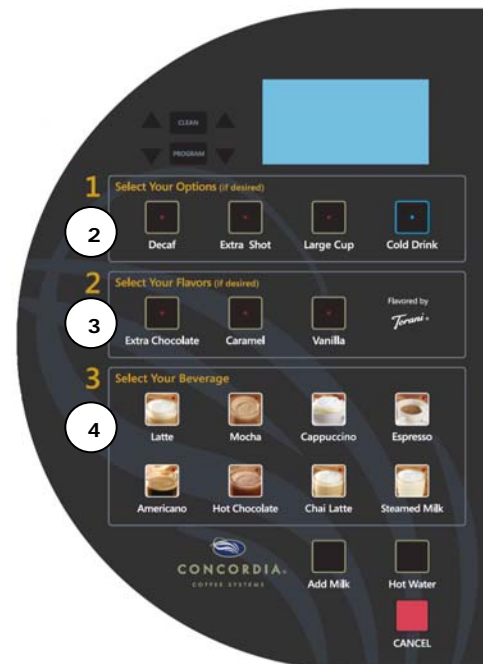 CLEAN
PROGRAM
1 Select Your Options (if desired)
2
Decaf Extra Shot Large Cup Cold Drink
2 Select Your Flavors (if desired)
3
Flavored by
Torani.
Extra Chocolate Caramel Vanilla
3 Select Your Beverage
4
Latte Mocha Cappuccino Espresso
Americano Hot Chocolate Chai Latte Steamed Milk
CONCORDIA
COFFEE SYSTEMS
Add Milk Hot Water
CANCEL